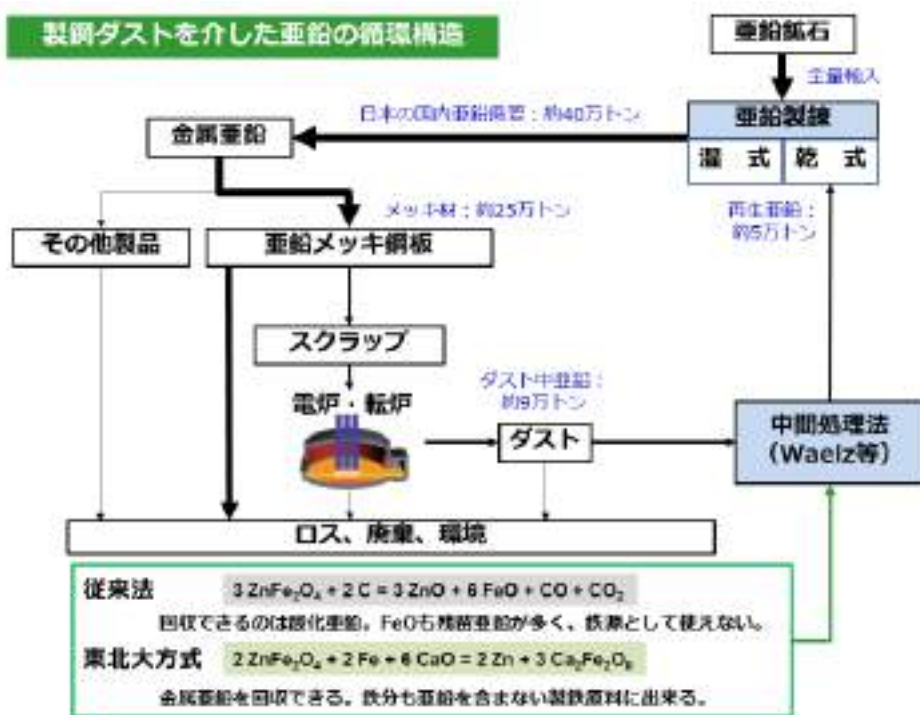 製鋼ダストを介した亜鉛の循環構造
亜鉛鉱石
全量輸入
日本の国内亜鉛需要：約40万トン
亜鉛製錬
金属亜鉛
湿　式
乾　式
メッキ材：約25万トン
再生亜鉛：
約5万トン
その他製品
亜鉛メッキ鋼板
スクラップ
ダスト中亜鉛：
約9万トン
電炉・転炉
ダスト
中間処理法
（Waelz等）
ロス、廃棄、環境
従来法
3 ZnFe₂O₄ + 2 C = 3 ZnO + 6 FeO + CO + CO₂
回収できるのは酸化亜鉛。FeOも残留亜鉛が多く、鉄源として使えない。
東北大方式
2 ZnFe₂O₄ + 2 Fe + 6 CaO = 2 Zn + 3 Ca₂Fe₂O₅
金属亜鉛を回収できる。鉄分も亜鉛を含まない製鉄原料に出来る。